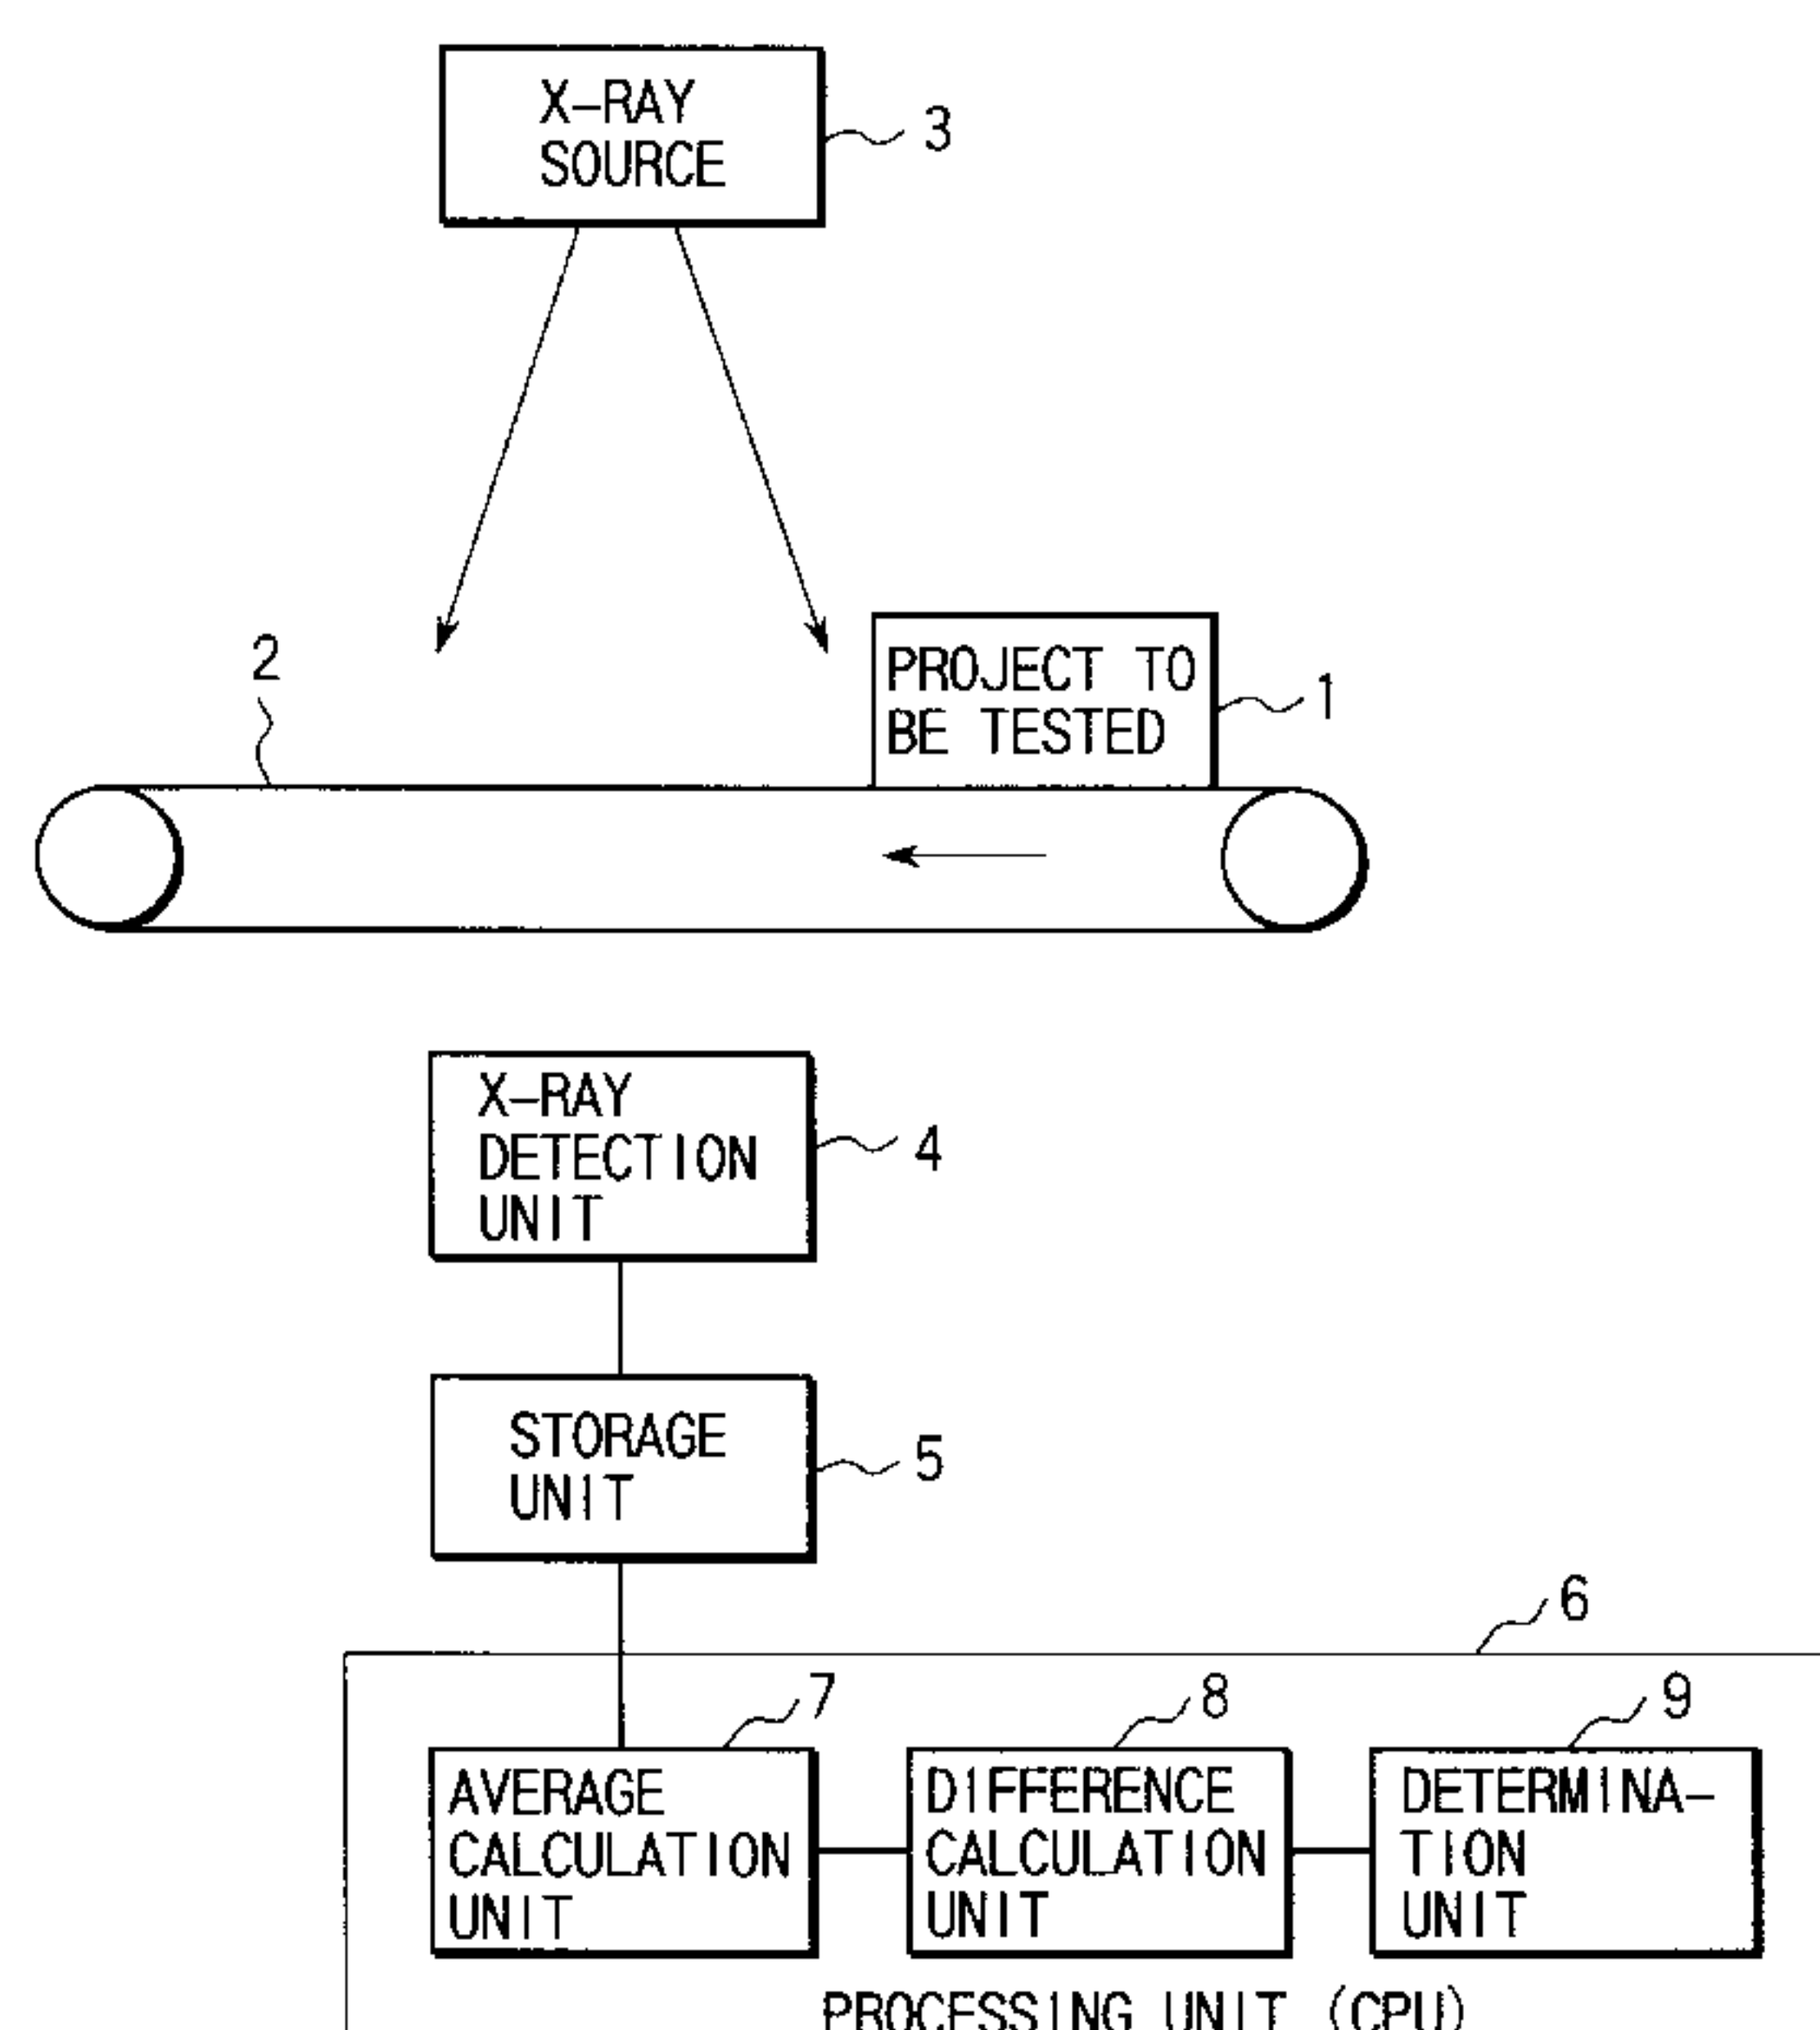 X-RAY
SOURCE
3
2
PROJECT TO
BE TESTED
1
X-RAY
DETECTION
UNIT
4
STORAGE
UNIT
5
6
7
8
9
AVERAGE
CALCULATION
UNIT
DIFFERENCE
CALCULATION
UNIT
DETERMINA-
TION
UNIT
PROCESSING UNIT (CPU)